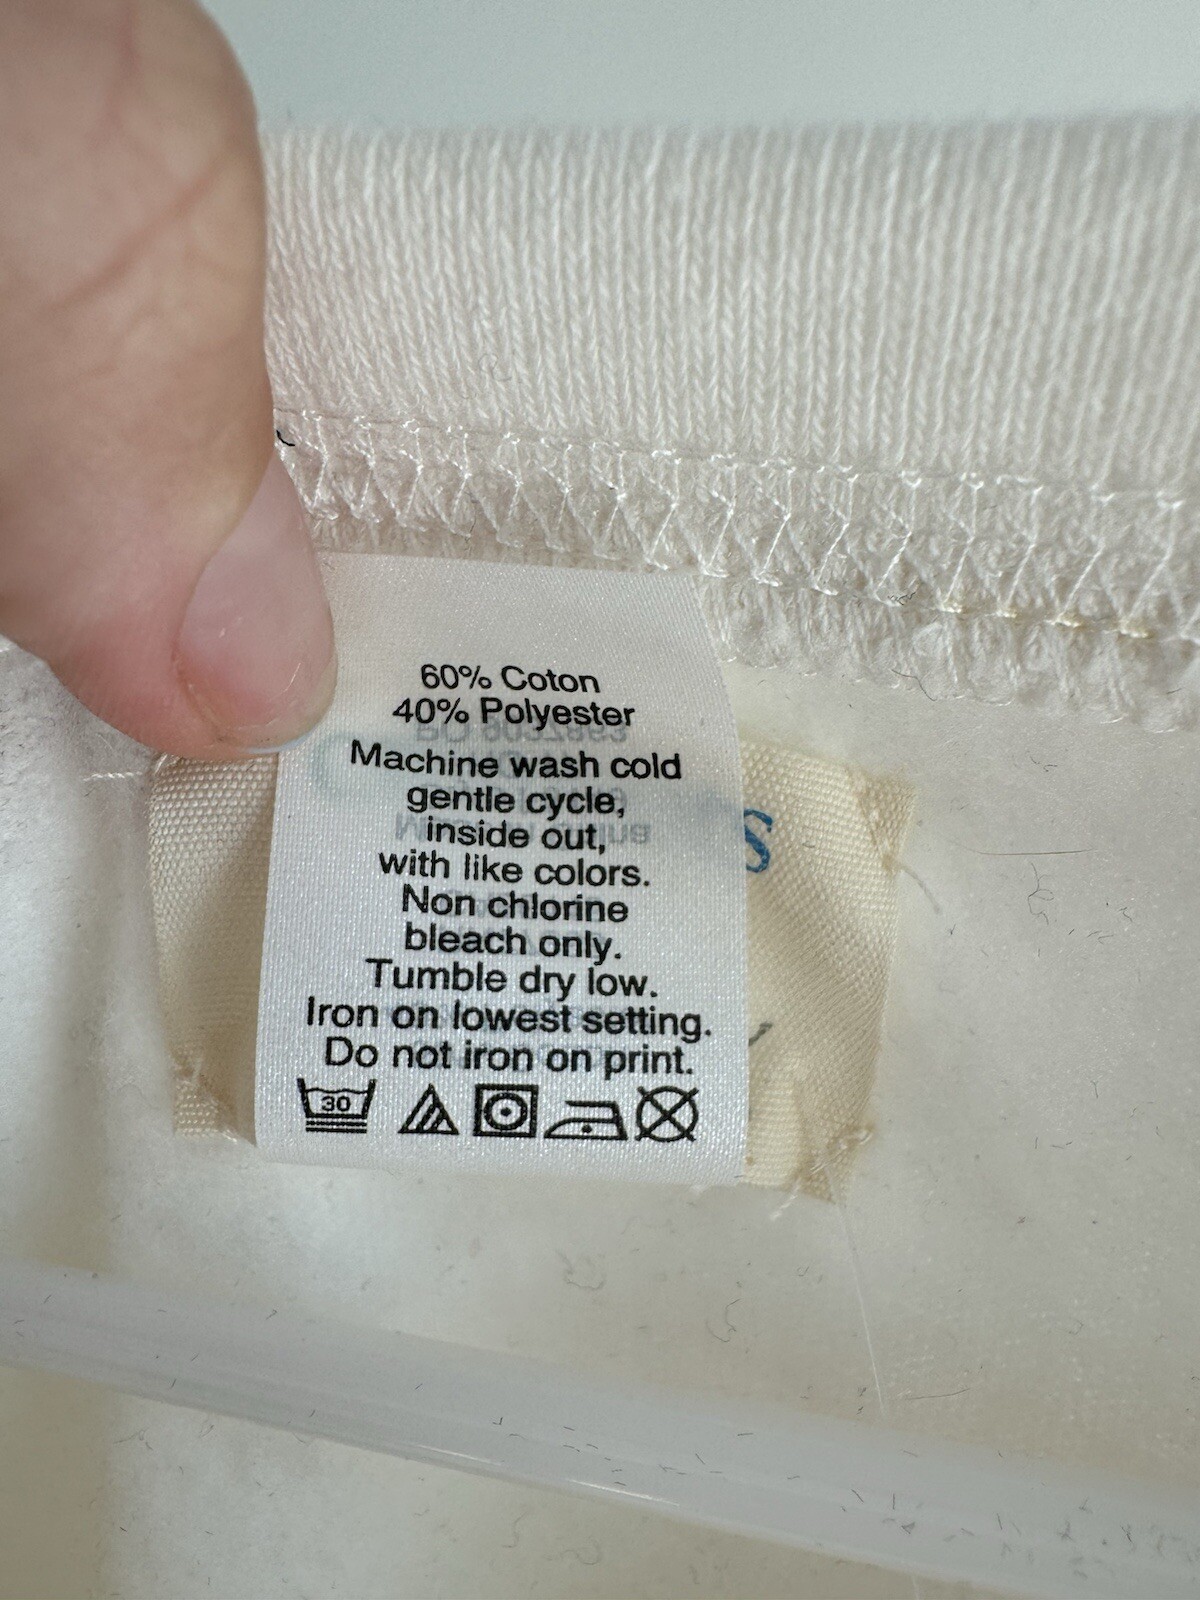 60% Coton
40% Polyester
Machine wash cold
gentle cycle,
inside out,
with like colors.
Non chlorine
bleach only.
Tumble dry low.
Iron on lowest setting.
Do not iron on print.
30